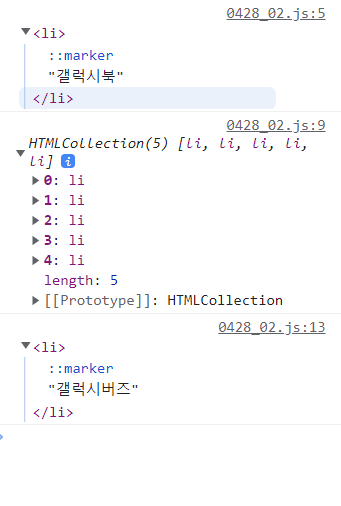 0428_02.js:5
<li>
::marker
"갤럭시북"
</li>
0428_02.js:9
HTMLCollection(5) [li, li, li, li,
li] i
0: li
1: li
2: li
3: li
4: li
length: 5
[[Prototype]]: HTMLCollection
0428_02.js:13
<li>
::marker
"갤럭시버즈"
</li>